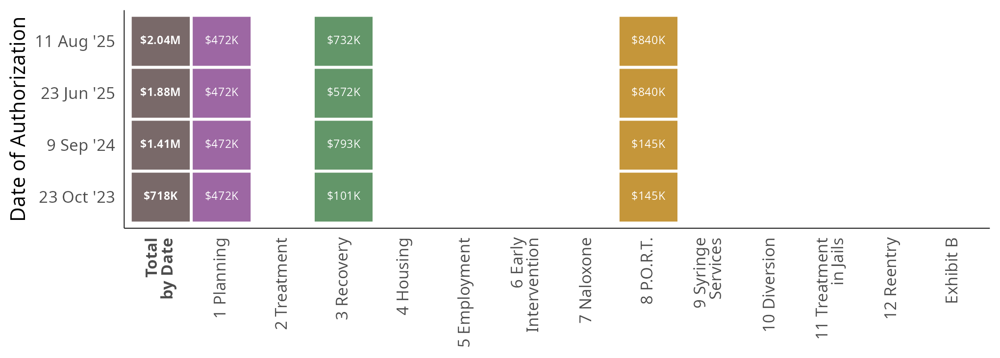 Date of Authorization
11 Aug '25 $2.04M $472K $732K $840K
23 Jun '25 $1.88M $472K $572K $840K
9 Sep '24 $1.41M $472K $793K $145K
23 Oct '23 $718K $472K $101K $145K
Total
by Date
1 Planning
2 Treatment
3 Recovery
4 Housing
5 Employment
6 Early
Intervention
7 Naloxone
8 P.O.R.T.
9 Syringe
Services
10 Diversion
11 Treatment
in Jails
12 Reentry
Exhibit B